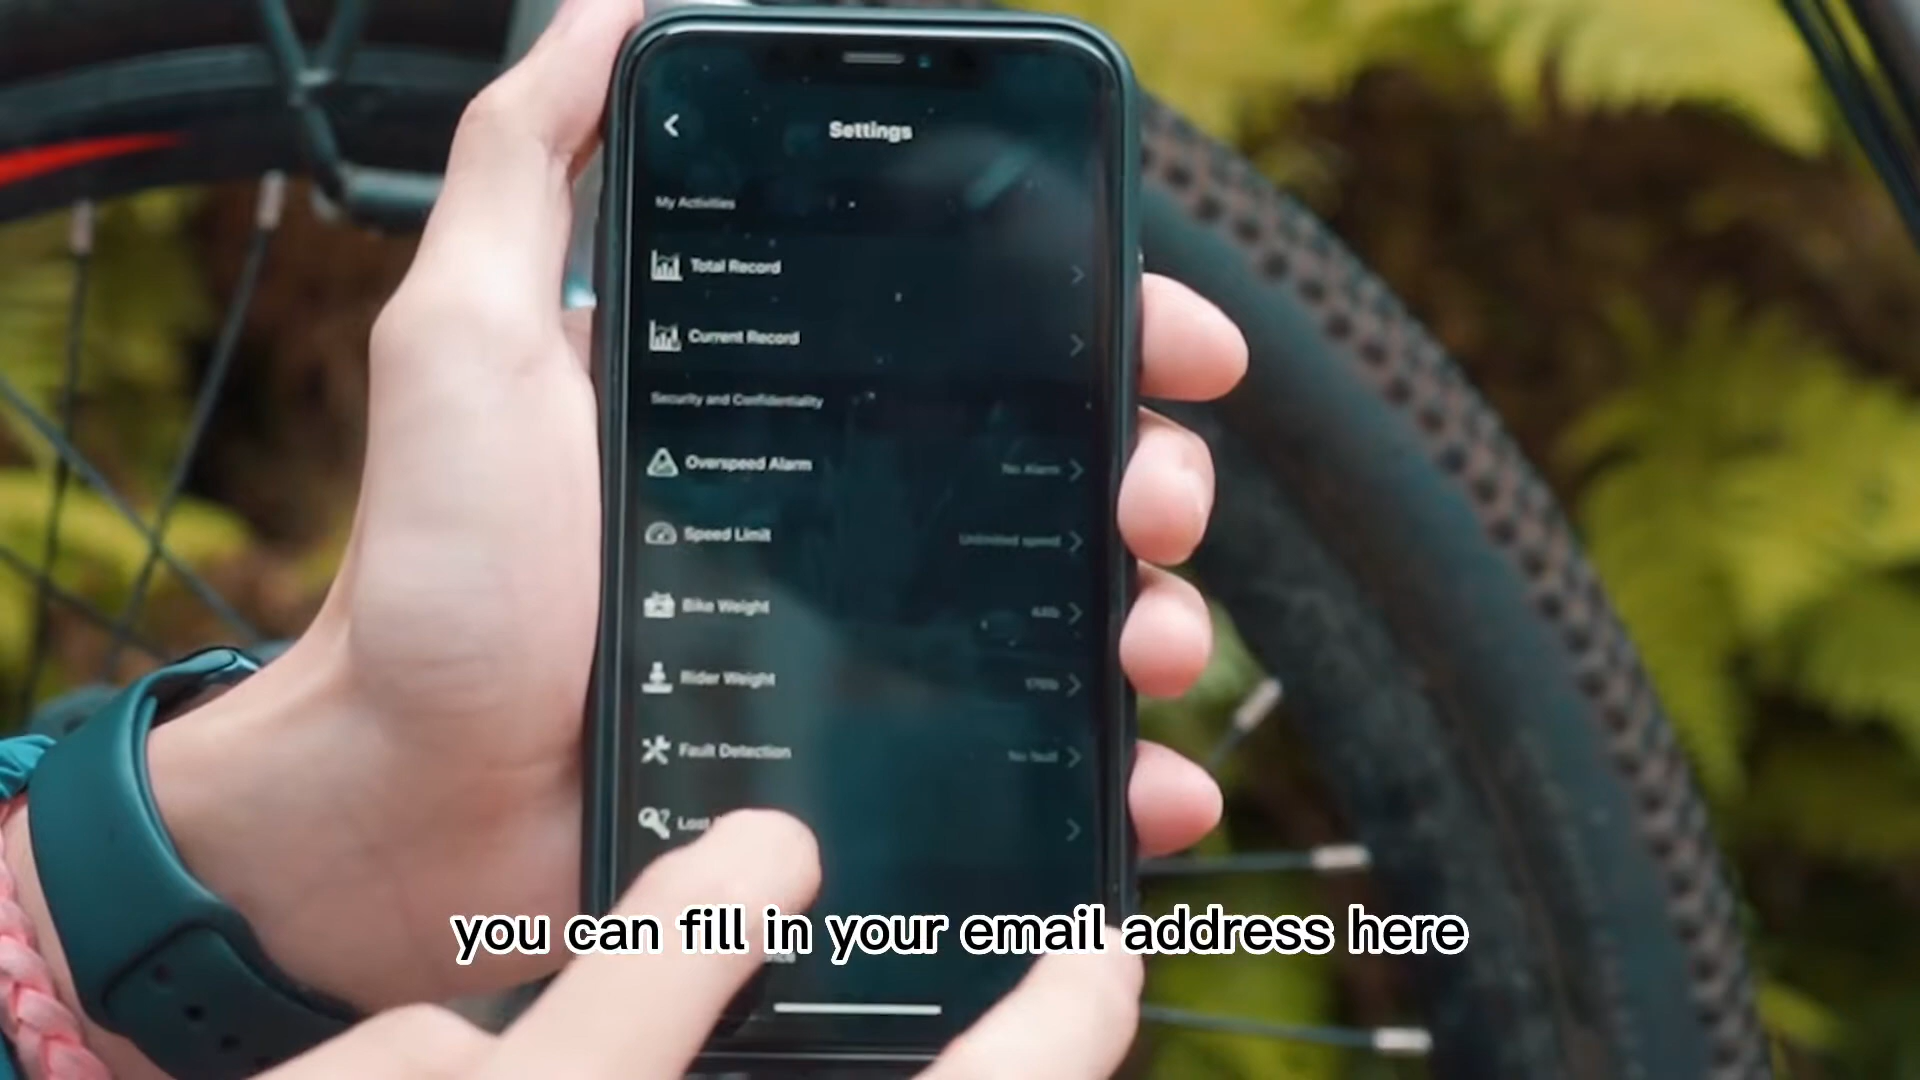 Settings
My Activities
Total Record
Current Record
Security and Confidentiality
Overspeed Alarm
No Alarm
Speed Limit
Unlimited speed
Bike Weight
Rider Weight
Fault Detection
No fault
Lost
you can fill in your email address here